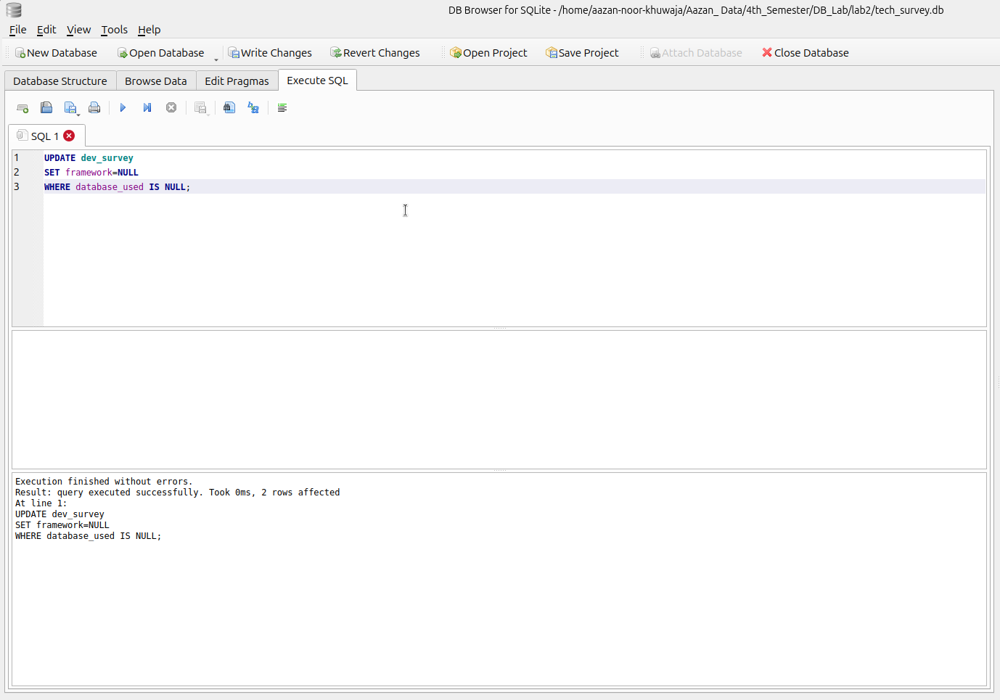 DB Browser for SQLite - /home/aazan-noor-khuwaja/Aazan_ Data/4th_Semester/DB_Lab/lab2/tech_survey.db
File Edit View Tools Help
New Database Open Database Write Changes Revert Changes Open Project Save Project Attach Database Close Database
Database Structure Browse Data Edit Pragmas Execute SQL
SQL 1
1 UPDATE dev_survey
2 SET framework=NULL
3 WHERE database_used IS NULL;
Execution finished without errors.
Result: query executed successfully. Took 0ms, 2 rows affected
At line 1:
UPDATE dev_survey
SET framework=NULL
WHERE database_used IS NULL;